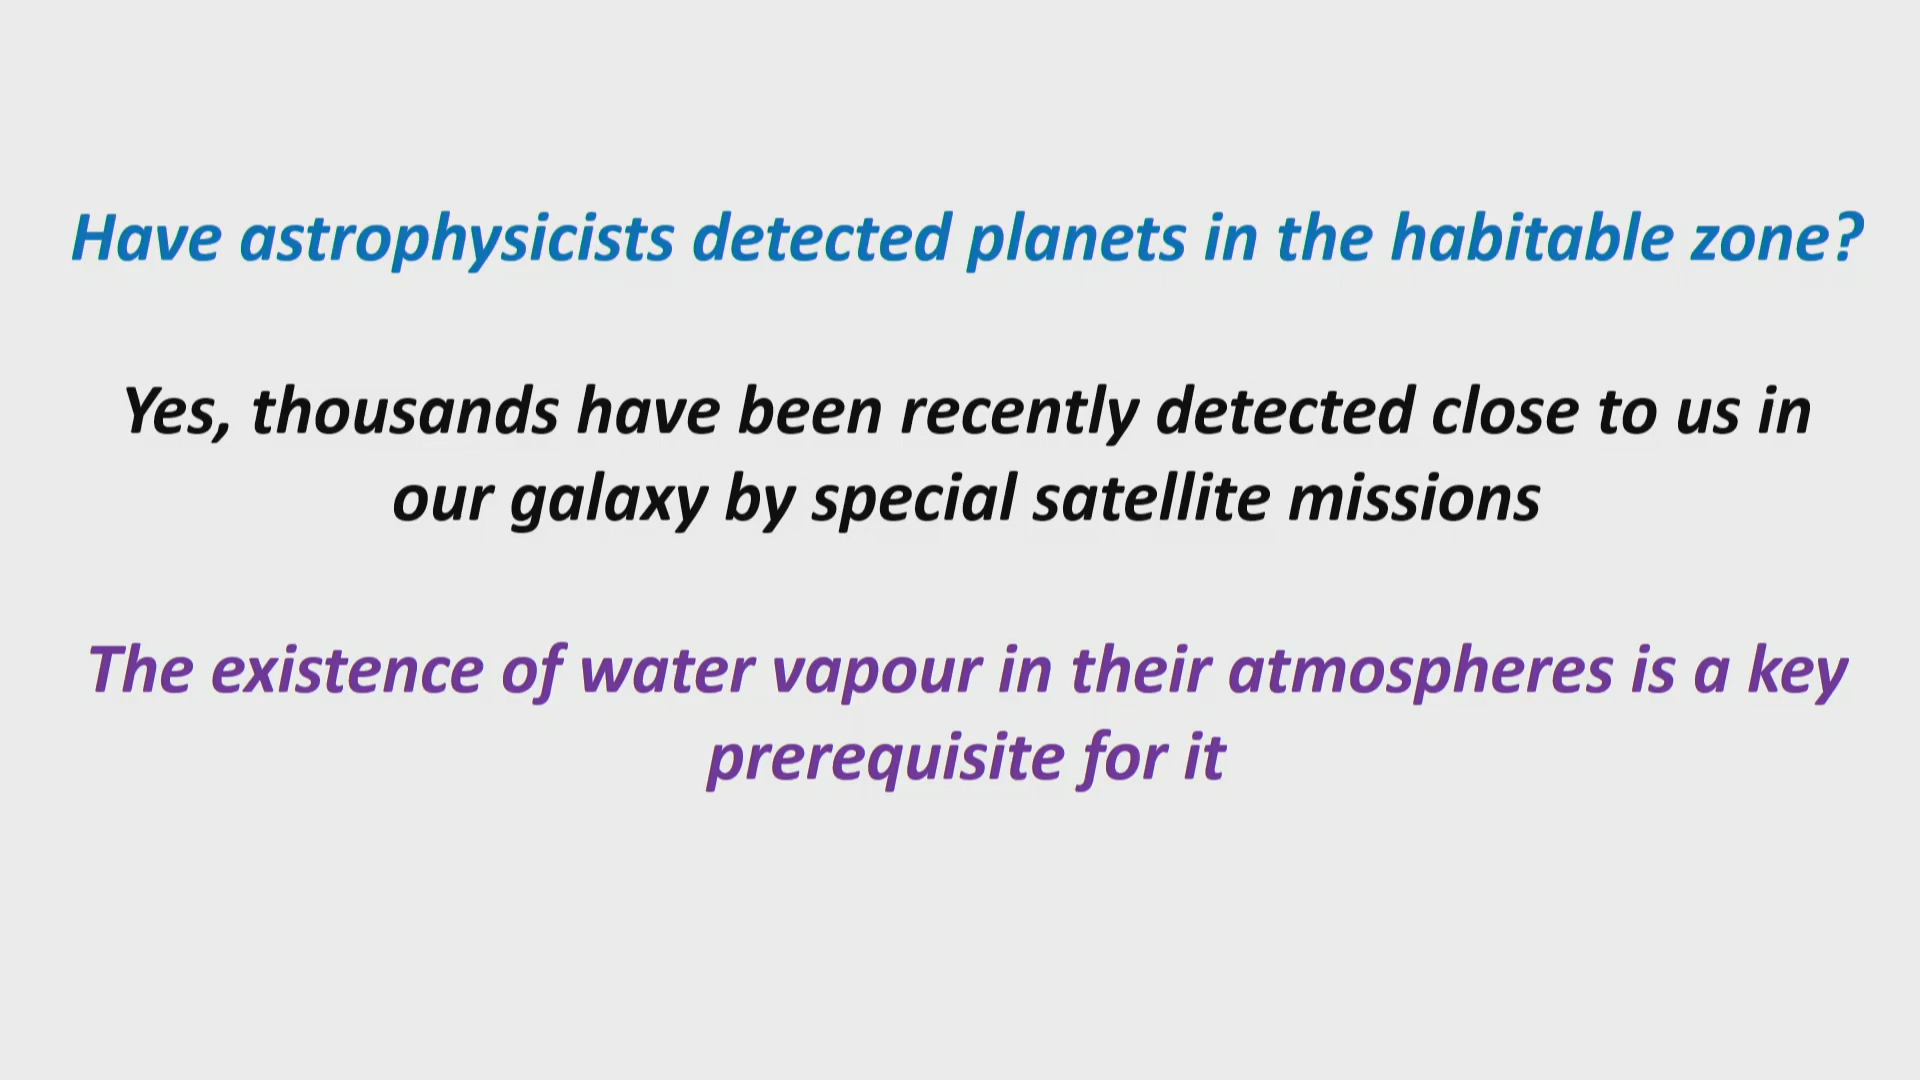 Have astrophysicists detected planets in the habitable zone?
Yes, thousands have been recently detected close to us in
our galaxy by special satellite missions
The existence of water vapour in their atmospheres is a key
prerequisite for it